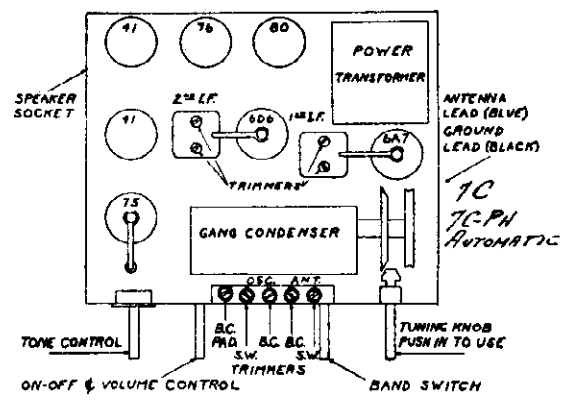 41
76
80
POWER
TRANSFORMER
SPEAKER
SOCKET
2ND I.F.
41
6D6
1ST I.F.
6A7
ANTENNA
LEAD (BLUE)
GROUND
LEAD (BLACK)
TRIMMERS
75
GANG CONDENSER
7C
7C-PH
AUTOMATIC
OSC. ANT.
TONE CONTROL
B.C.
PAD.
S.W.
B.C.
B.C.
S.W.
TRIMMERS
TUNING KNOB
PUSH IN TO USE
ON-OFF & VOLUME CONTROL
BAND SWITCH